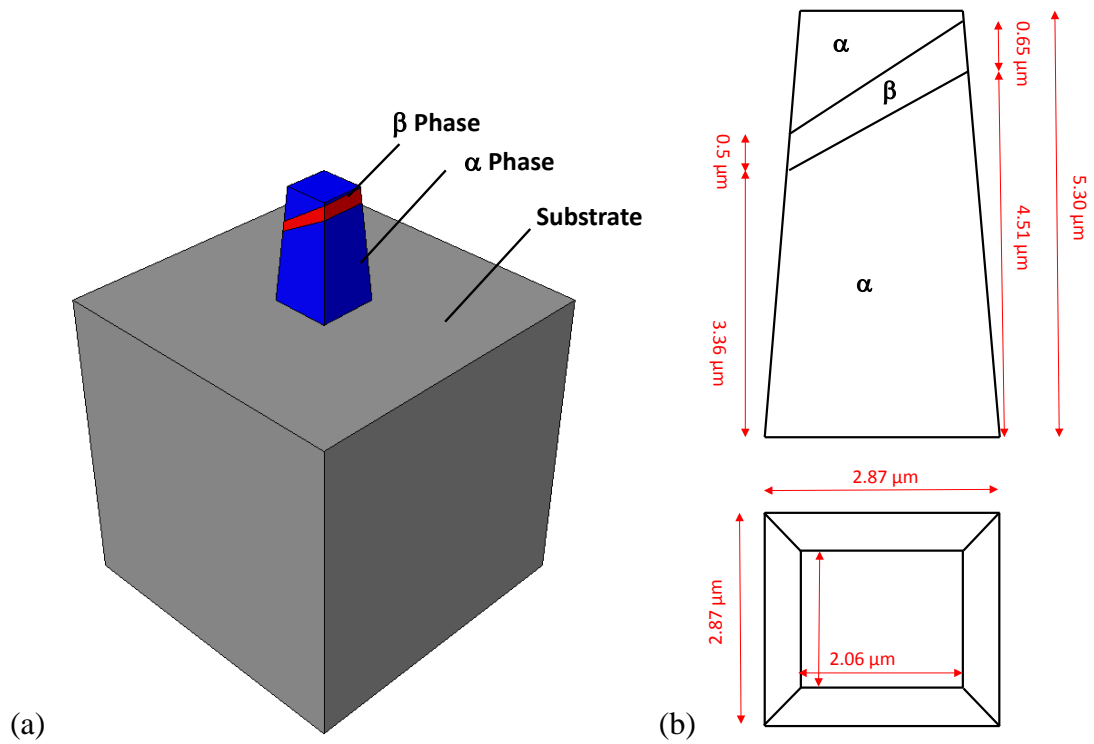 β Phase
α Phase
Substrate
(a)
α
β
α
0.65 µm
0.5 µm
5.30 µm
4.51 µm
3.36 µm
2.87 µm
2.87 µm
2.06 µm
(b)